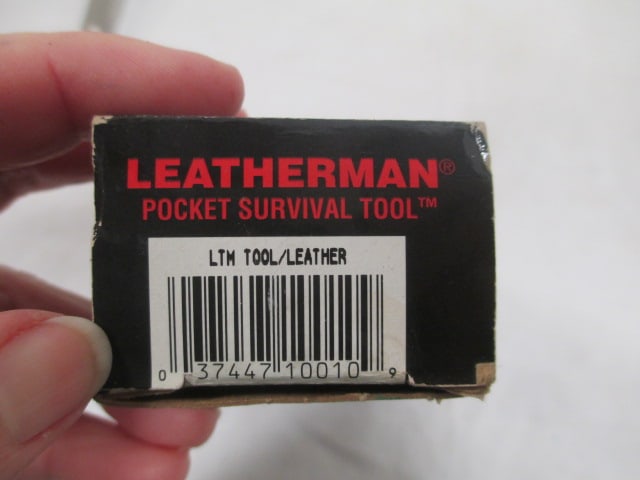 LEATHERMAN®
POCKET SURVIVAL TOOL™
LTM TOOL/LEATHER
0 37447 10010 9